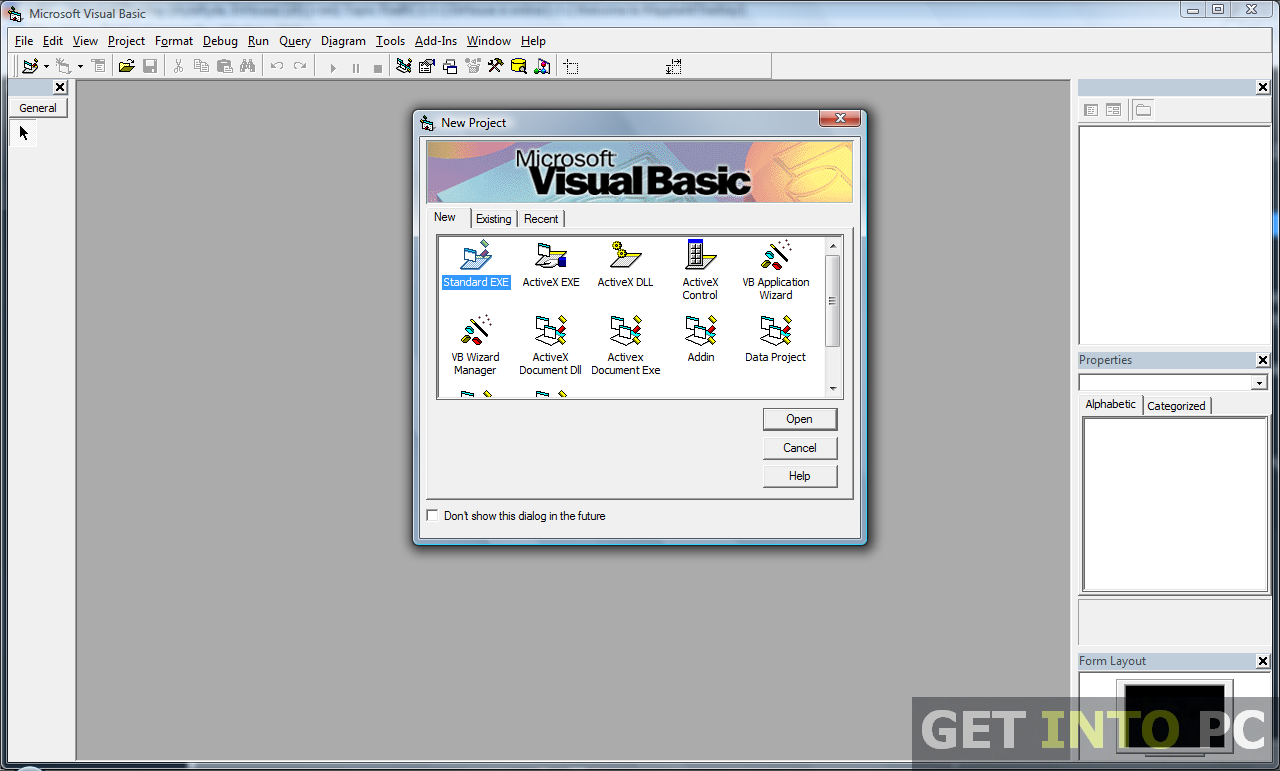 Microsoft Visual Basic
File Edit View Project Format Debug Run Query Diagram Tools Add-Ins Window Help
General
New Project
Microsoft
Visual Basic
New Existing Recent
Standard EXE
ActiveX EXE
ActiveX DLL
ActiveX
Control
VB Application
Wizard
VB Wizard
Manager
ActiveX
Document Dll
Activex
Document Exe
Addin
Data Project
Open
Cancel
Help
Don't show this dialog in the future
Properties
Alphabetic Categorized
Form Layout
GET INTO PC